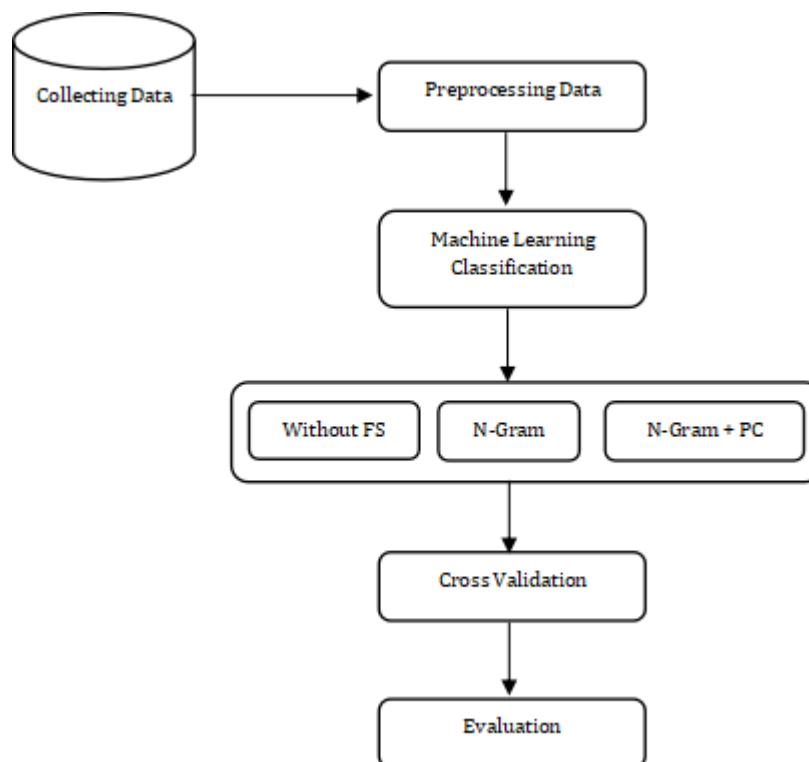 Collecting Data
Preprocessing Data
Machine Learning
Classification
Without FS
N-Gram
N-Gram + PC
Cross Validation
Evaluation